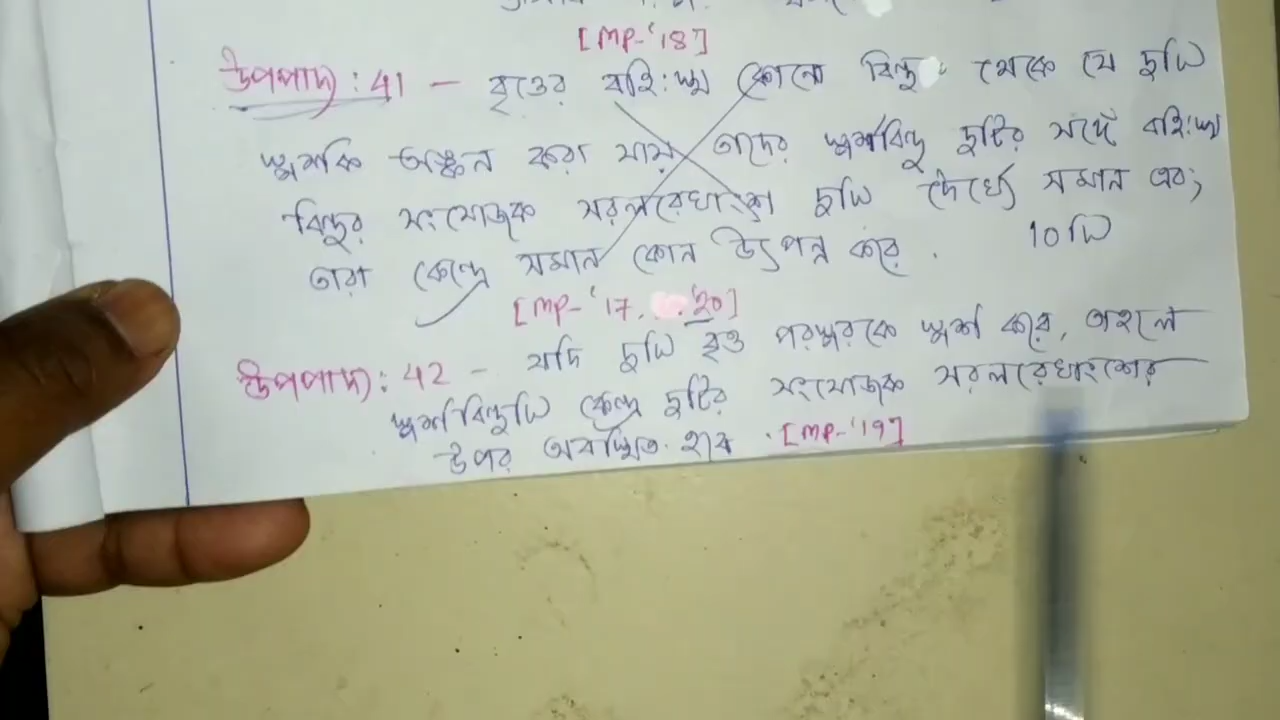 [MP-'18]
উপপাদ্য : 41 – বৃত্তের বহি:স্থ কোনো বিন্দু থেকে যে দুটি
স্পর্শক অঙ্কন করা যায় তাদের স্পর্শবিন্দু দুটির সঙ্গে বহি:স্থ
বিন্দুর সংযোজক সরলরেখাংশ দুটি দৈর্ঘ্যে সমান এবং
তারা কেন্দ্রে সমান কোন উৎপন্ন করে . 10টি
[MP-'17, '20]
উপপাদ্য : 42 – যদি দুটি বৃত্ত পরস্পরকে স্পর্শ করে, তাহলে
স্পর্শবিন্দুটি কেন্দ্র দুটির সংযোজক সরলরেখাংশের
উপর অবস্থিত হবে . [MP-'19]